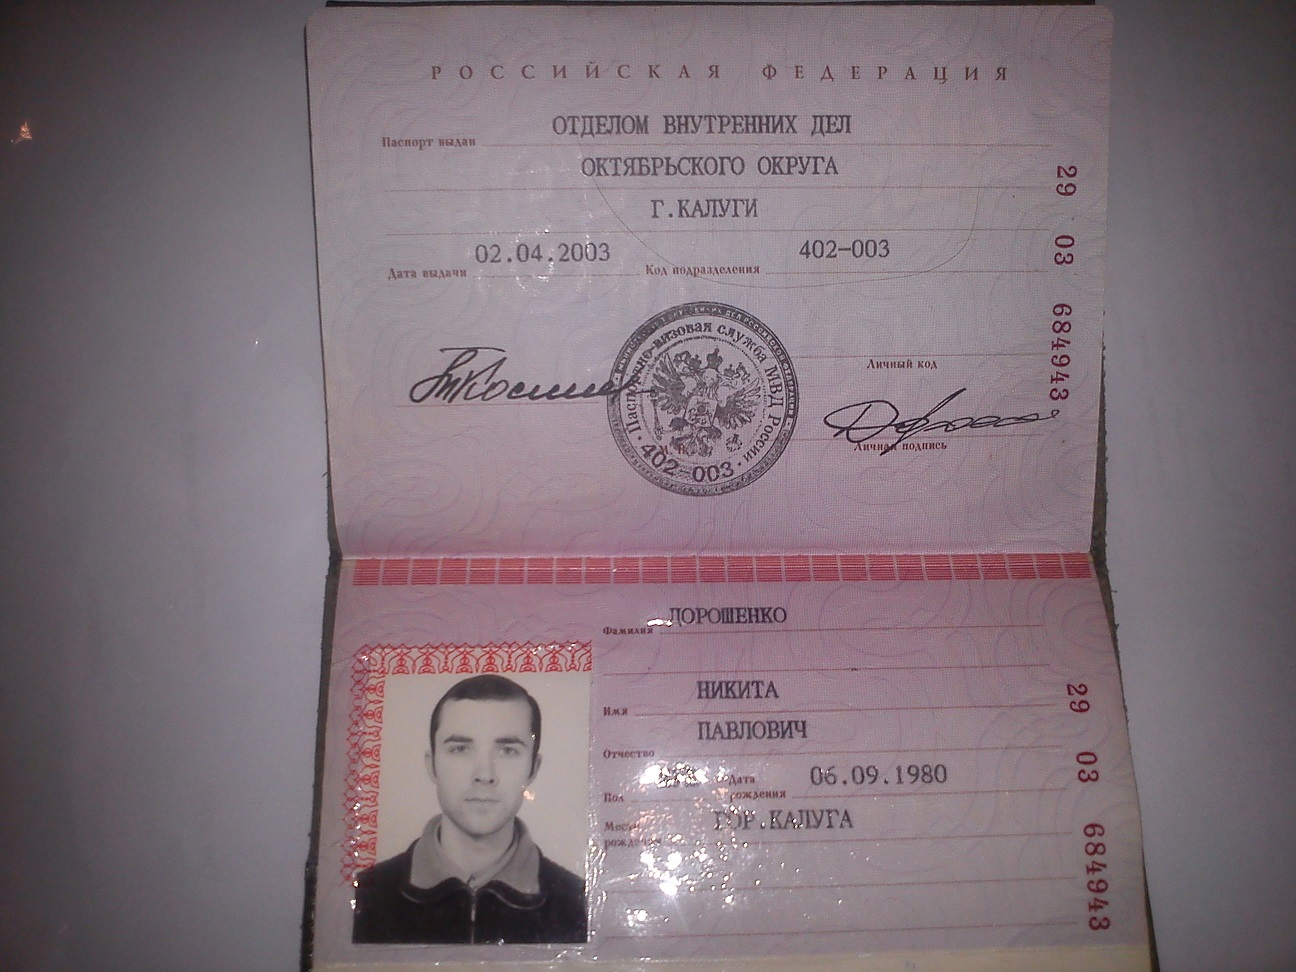 РОССИЙСКАЯ ФЕДЕРАЦИЯ
Паспорт выдан ОТДЕЛОМ ВНУТРЕННИХ ДЕЛ
ОКТЯБРЬСКОГО ОКРУГА
Г.КАЛУГИ
Дата выдачи 02.04.2003 Код подразделения 402-003
Личный код
Личная подпись
Паспортно-визовая служба МВД России
402-003
29 03 684943
Фамилия ДОРОШЕНКО
Имя НИКИТА
Отчество ПАВЛОВИЧ
Пол Дата рождения 06.09.1980
Место рождения ГОР.КАЛУГА
29 03 684943